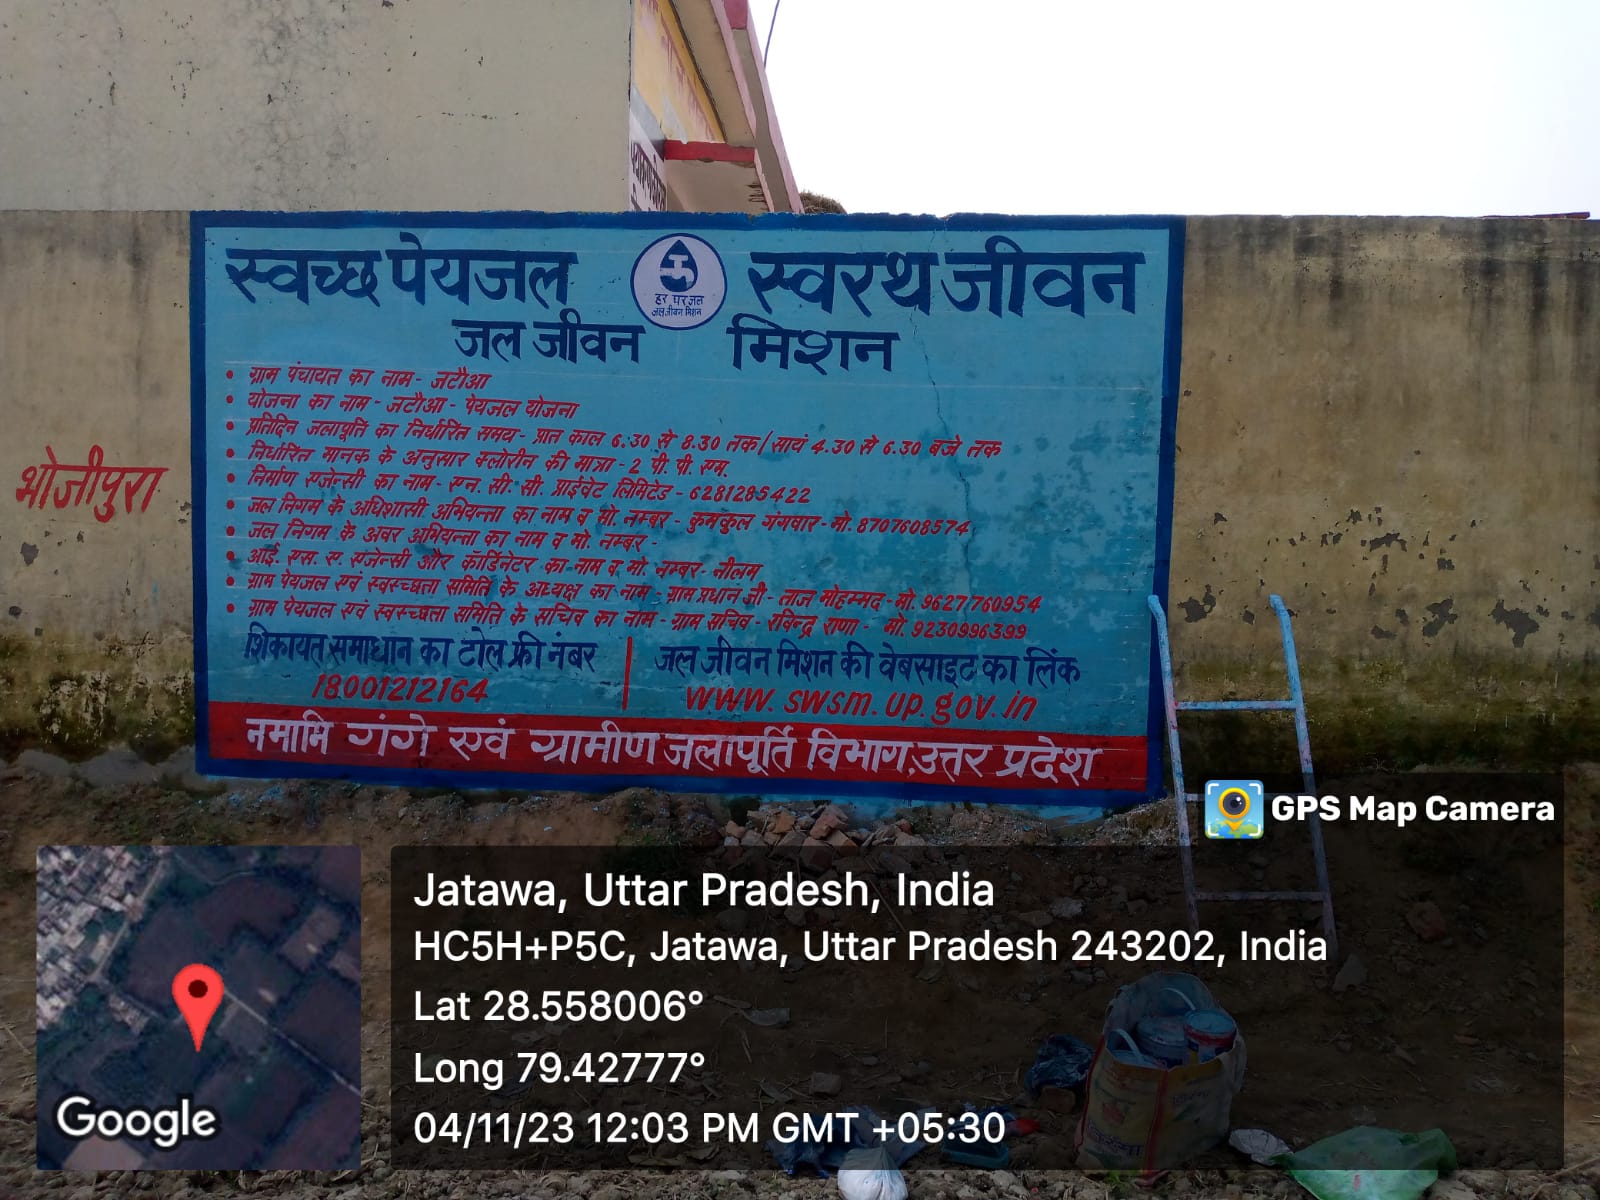 स्वच्छ पेयजल स्वस्थ जीवन
हर घर जल
जल जीवन मिशन
जल जीवन मिशन
• ग्राम पंचायत का नाम - जटौआ
• योजना का नाम - जटौआ - पेयजल योजना
• प्रतिदिन जलापूर्ति का निर्धारित समय - प्रात काल 6:30 से 8.30 तक/सायं 4.30 से 6.30 बजे तक
• निर्धारित मानक के अनुसार क्लोरीन की मात्रा - 2 पी. पी. एम.
• निर्माण एजेन्सी का नाम - एन. सी. सी. प्राईवेट लिमिटेड - 6281285422
• जल निगम के अधिशासी अभियन्ता का नाम व मो. नम्बर - कुमकुल गंगवार - मो. 8707608574
• जल निगम के अवर अभियन्ता का नाम व मो. नम्बर -
• आई. एस. ए. एजेन्सी और कॉर्डिनेटर का नाम व मो. नम्बर - नीलम
• ग्राम पेयजल एवं स्वस्च्छता समिति के अध्यक्ष का नाम - ग्राम प्रधान जी - ताज मोहम्मद - मो. 9627760954
• ग्राम पेयजल एवं स्वस्च्छता समिति के सचिव का नाम - ग्राम सचिव - रविन्द्र राणा - मो. 9230996399
भोजीपुरा
शिकायत समाधान का टोल फ्री नंबर
18001212164
जल जीवन मिशन की वेबसाइट का लिंक
www.swsm.up.gov.in
नमामि गंगे एवं ग्रामीण जलापूर्ति विभाग, उत्तर प्रदेश
GPS Map Camera
Jatawa, Uttar Pradesh, India
HC5H+P5C, Jatawa, Uttar Pradesh 243202, India
Lat 28.558006°
Long 79.42777°
04/11/23 12:03 PM GMT +05:30
Google